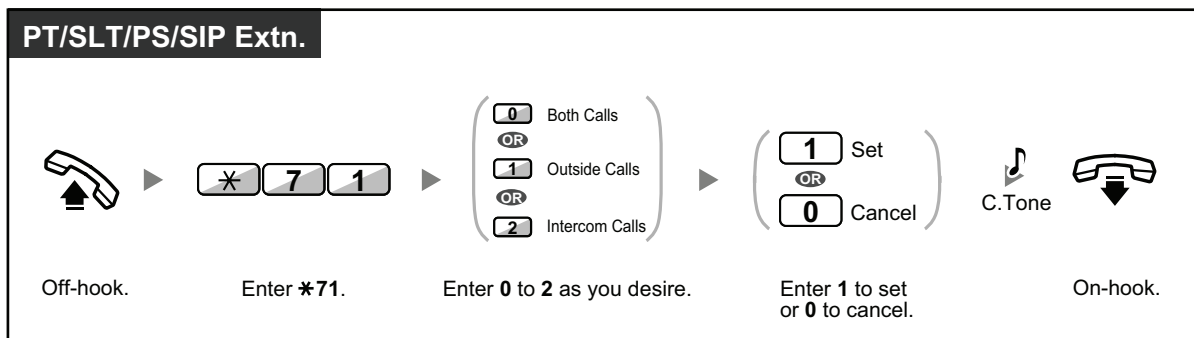 PT/SLT/PS/SIP Extn.
0 Both Calls
OR
1 Outside Calls
OR
2 Intercom Calls
✳ 7 1
1 Set
OR
0 Cancel
C.Tone
Off-hook.
Enter ✳71.
Enter 0 to 2 as you desire.
Enter 1 to set
or 0 to cancel.
On-hook.